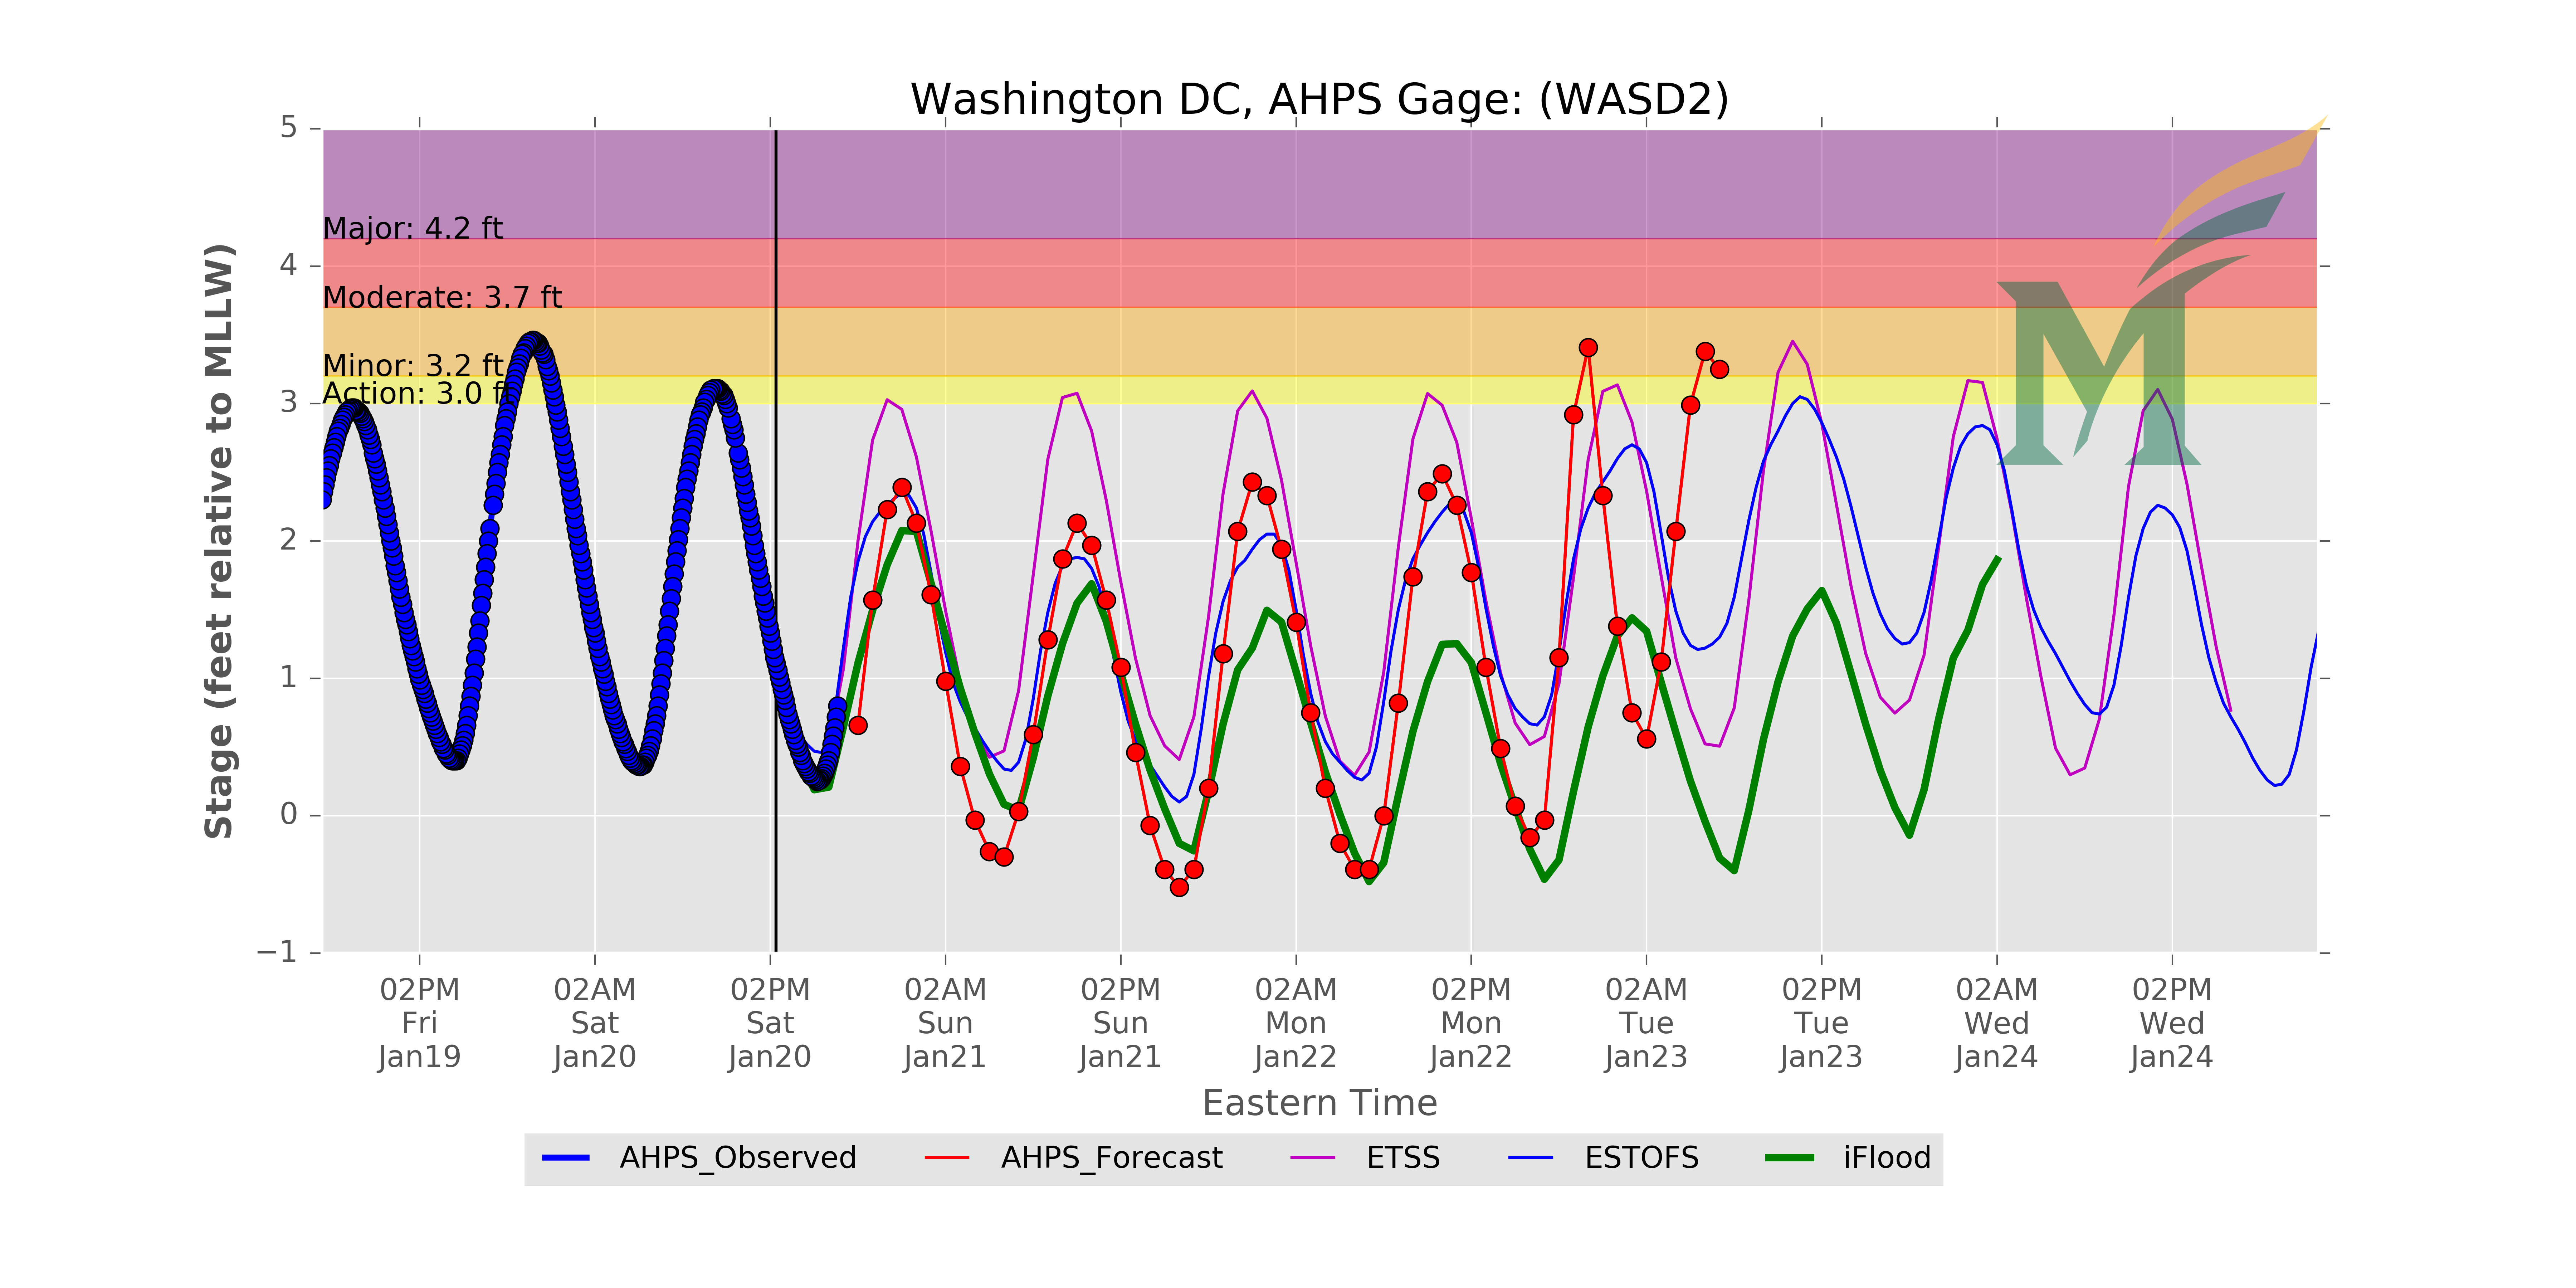 Washington DC, AHPS Gage: (WASD2)
Stage (feet relative to MLLW)
5
4
3
2
1
0
−1
Major: 4.2 ft
Moderate: 3.7 ft
Minor: 3.2 ft
Action: 3.0 ft
M
02PM 02AM 02PM 02AM 02PM 02AM 02PM 02AM 02PM 02AM 02PM
Fri Sat Sat Sun Sun Mon Mon Tue Tue Wed Wed
Jan19 Jan20 Jan20 Jan21 Jan21 Jan22 Jan22 Jan23 Jan23 Jan24 Jan24
Eastern Time
AHPS_Observed AHPS_Forecast ETSS ESTOFS iFlood